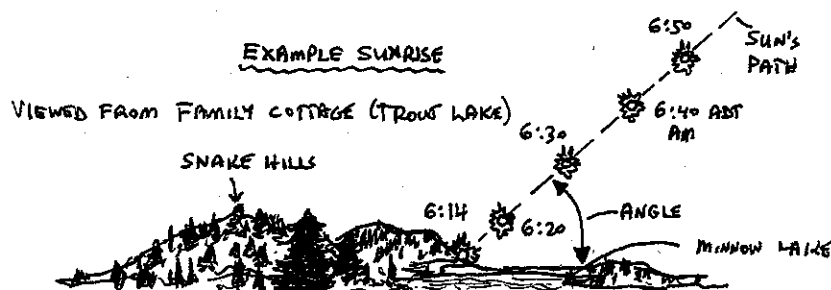 EXAMPLE SUNRISE
VIEWED FROM FAMILY COTTAGE (TROUT LAKE)
SNAKE HILLS
6:14
6:20
6:30
6:40 ADT
AM
6:50
SUN'S
PATH
ANGLE
MINNOW LAKE